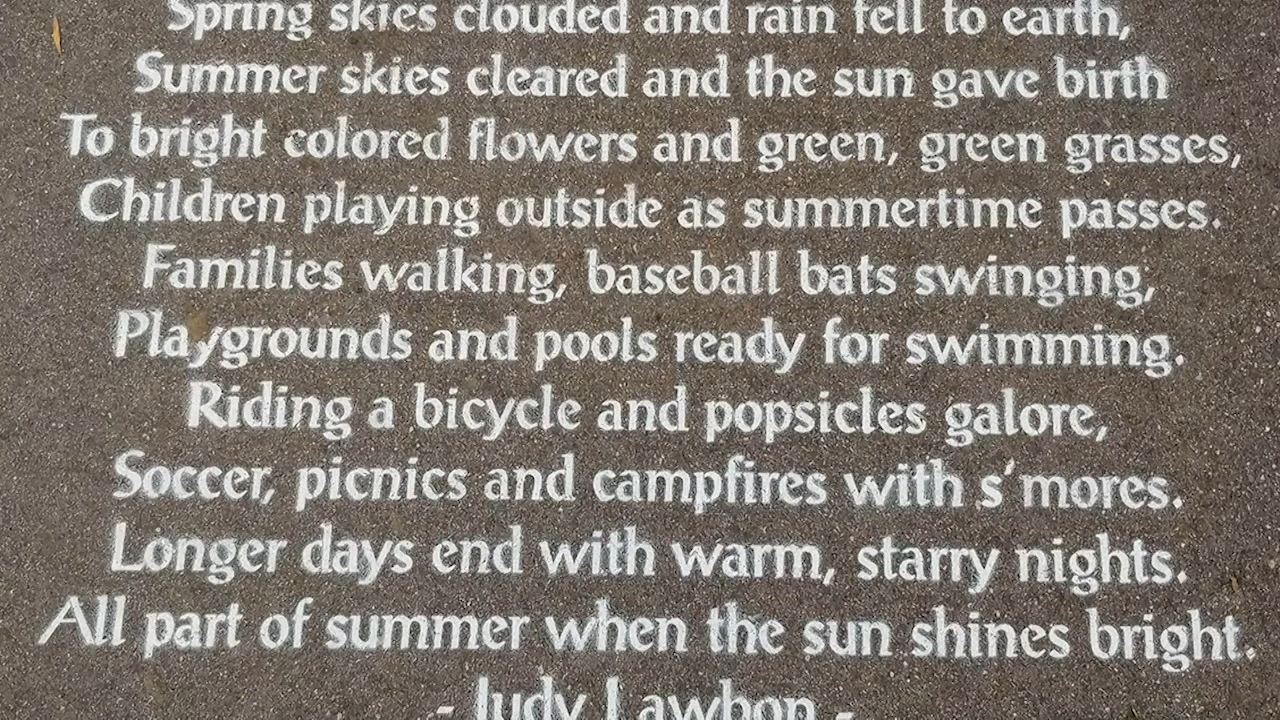 Spring skies clouded and rain fell to earth,
Summer skies cleared and the sun gave birth
To bright colored flowers and green, green grasses,
Children playing outside as summertime passes.
Families walking, baseball bats swinging,
Playgrounds and pools ready for swimming.
Riding a bicycle and popsicles galore,
Soccer, picnics and campfires with s'mores.
Longer days end with warm, starry nights.
All part of summer when the sun shines bright.
- Judy Lawhon -